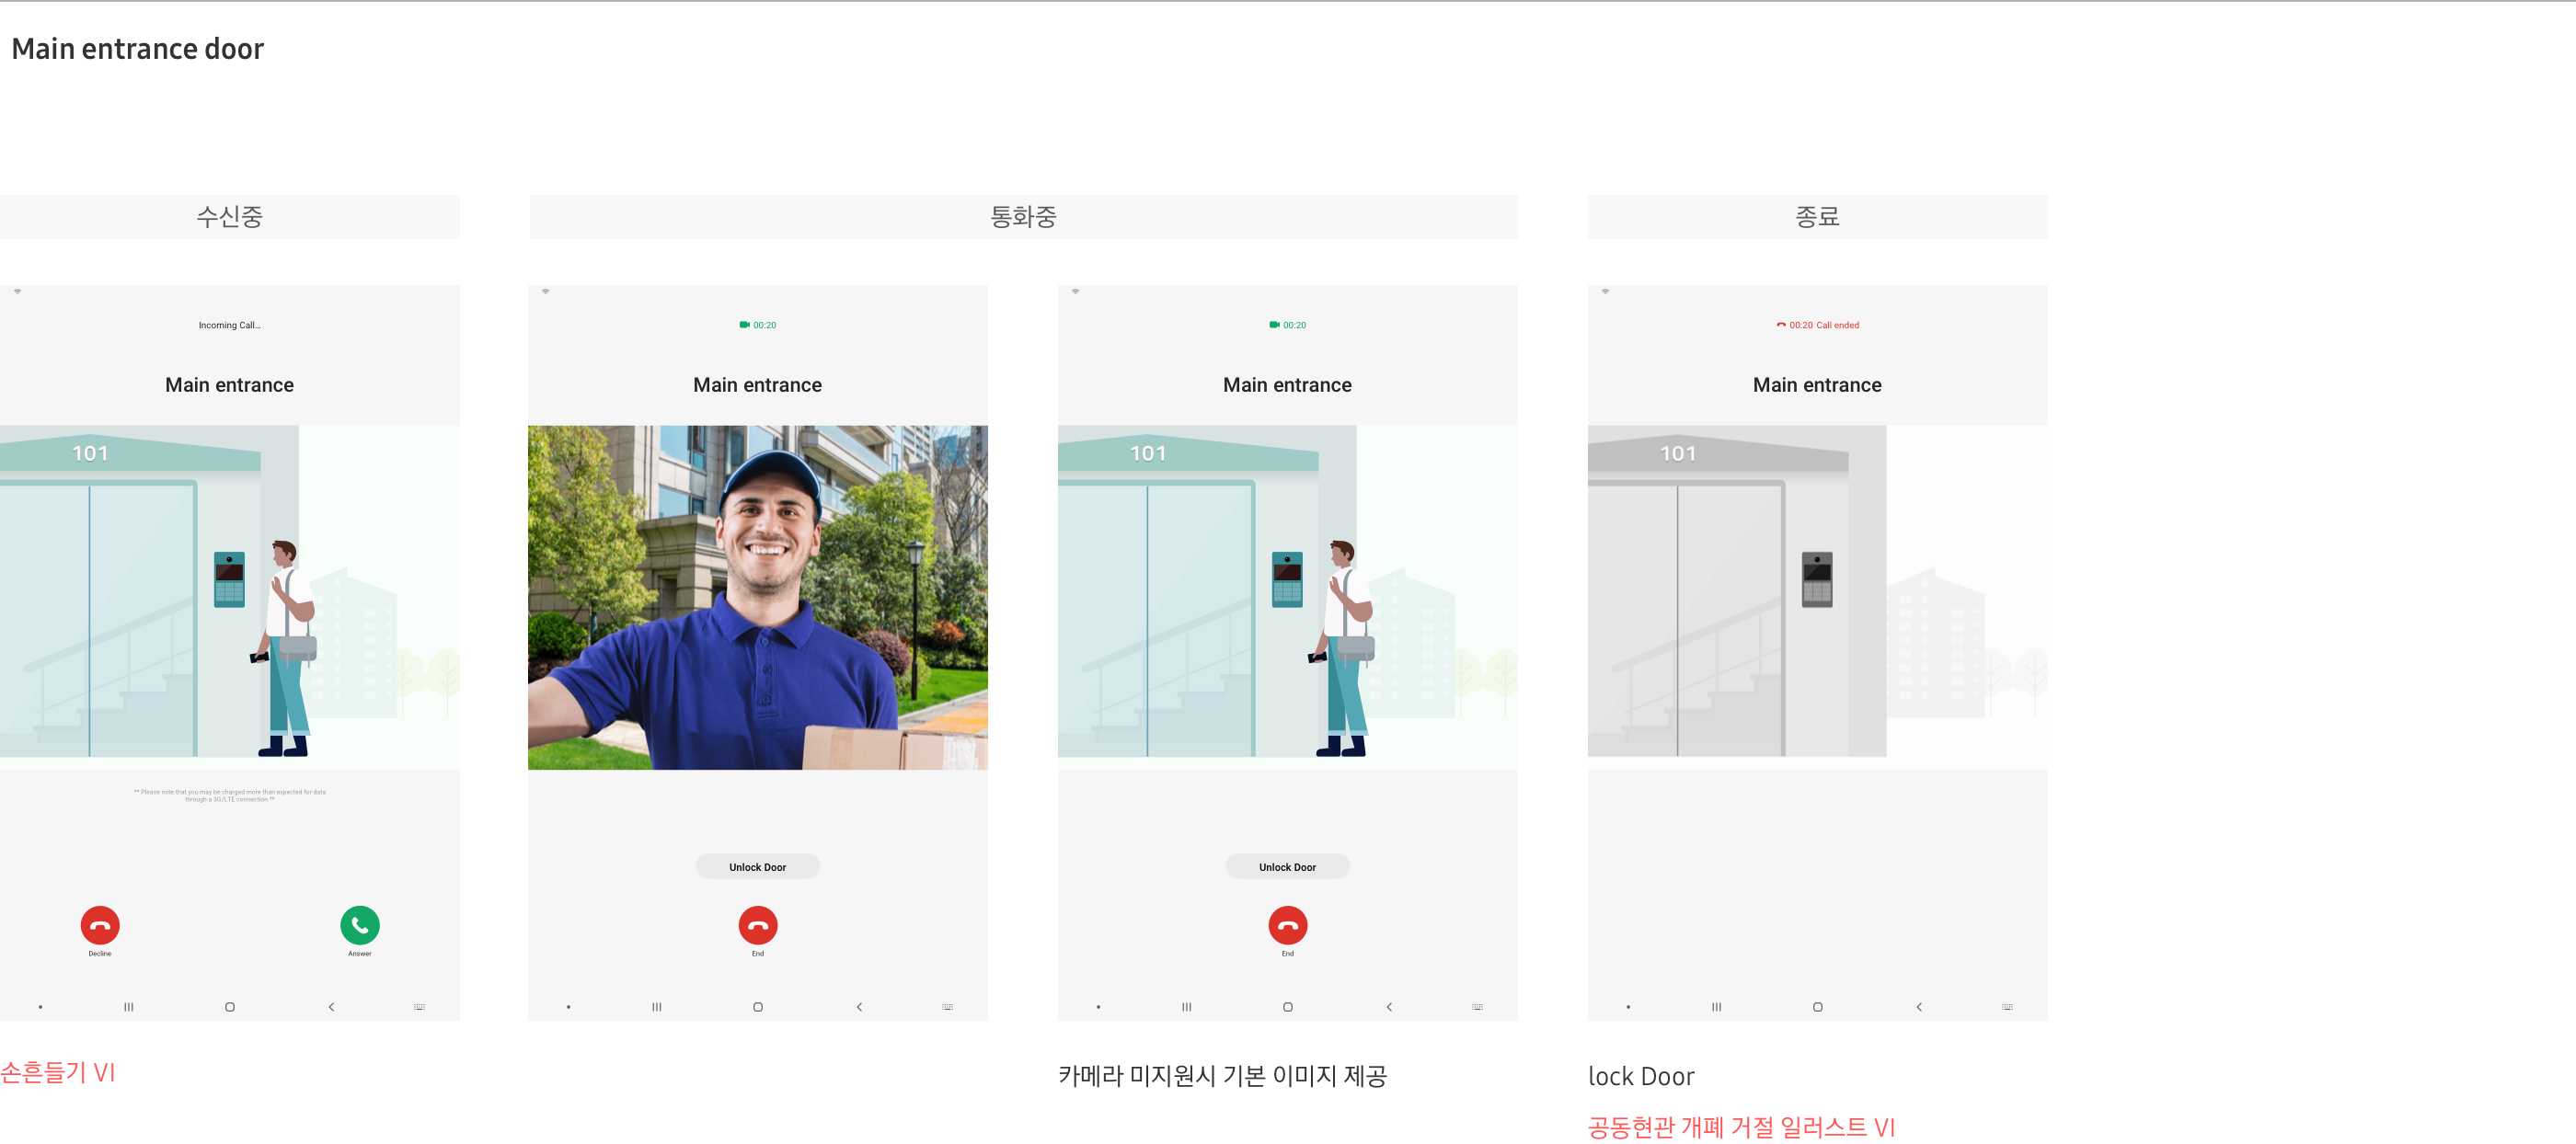 Main entrance door
수신중
통화중
종료
Incoming Call...
Main entrance
101
** Please note that you may be charged more than expected for data
through a 3G/LTE connection **
Decline
Answer
손흔들기 VI
00:20
Main entrance
Unlock Door
End
00:20
Main entrance
101
Unlock Door
End
카메라 미지원시 기본 이미지 제공
00:20 Call ended
Main entrance
101
lock Door
공동현관 개폐 거절 일러스트 VI